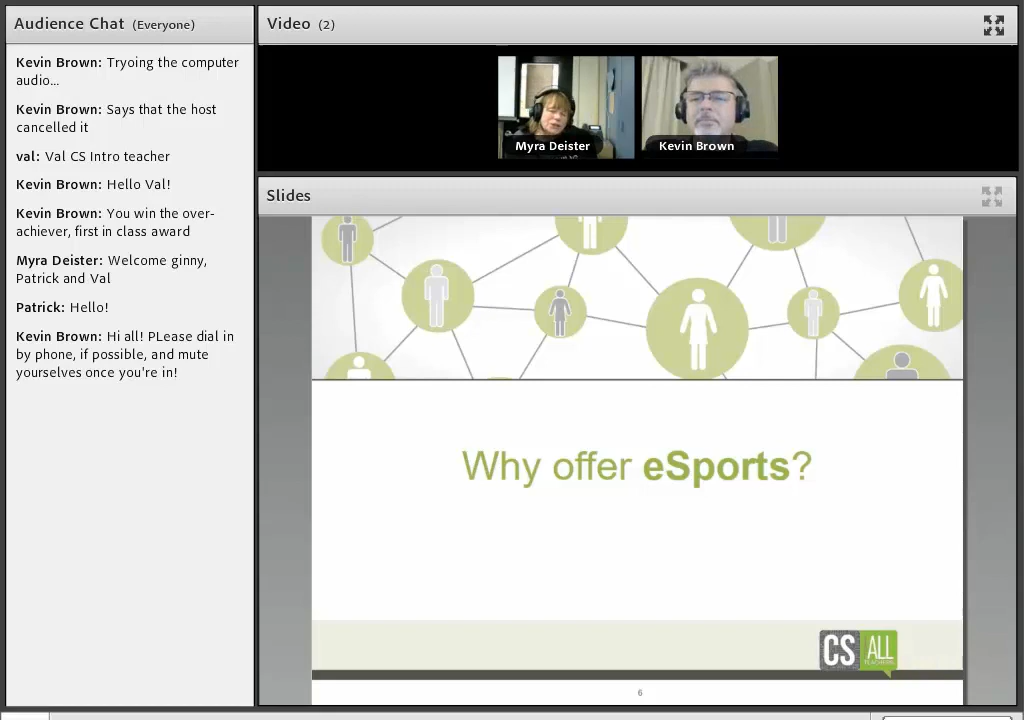 Audience Chat (Everyone)
Kevin Brown: Tryoing the computer
audio...
Kevin Brown: Says that the host
cancelled it
val: Val CS Intro teacher
Kevin Brown: Hello Val!
Kevin Brown: You win the over-
achiever, first in class award
Myra Deister: Welcome ginny,
Patrick and Val
Patrick: Hello!
Kevin Brown: Hi all! PLease dial in
by phone, if possible, and mute
yourselves once you're in!
Video (2)
Myra Deister
Kevin Brown
Slides
Why offer eSports?
CS ALL
TEACHERS
6